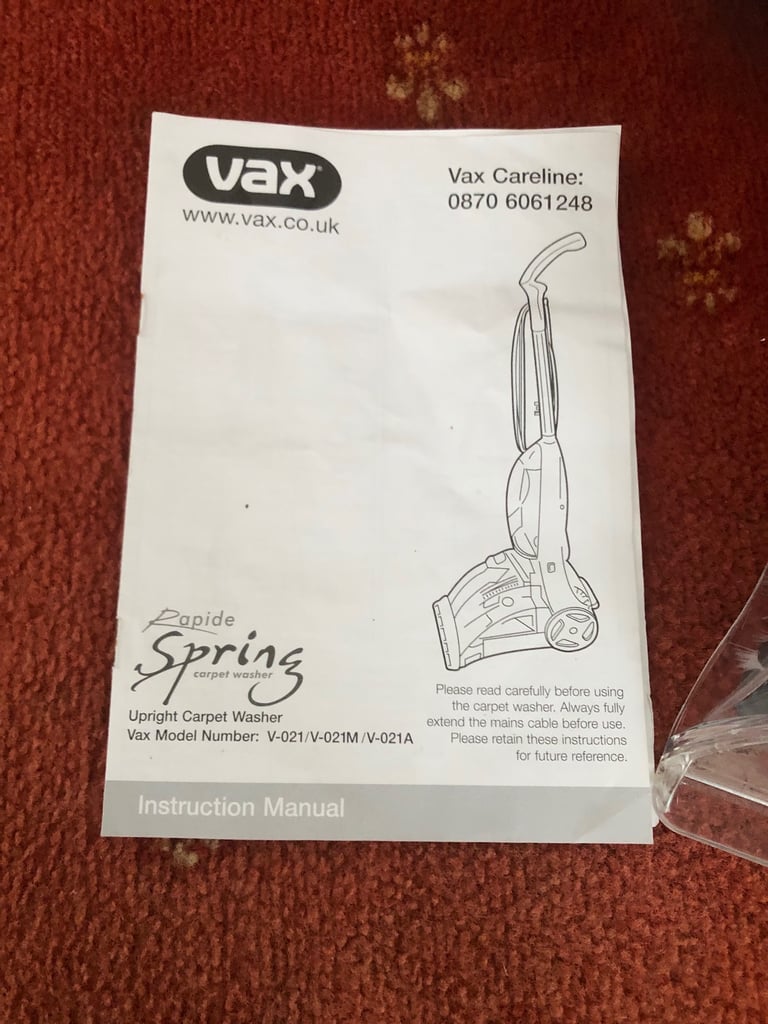 vax
www.vax.co.uk
Vax Careline:
0870 6061248
Rapide
Spring
carpet washer
Upright Carpet Washer
Vax Model Number: V-021/V-021M /V-021A
Please read carefully before using
the carpet washer. Always fully
extend the mains cable before use.
Please retain these instructions
for future reference.
Instruction Manual